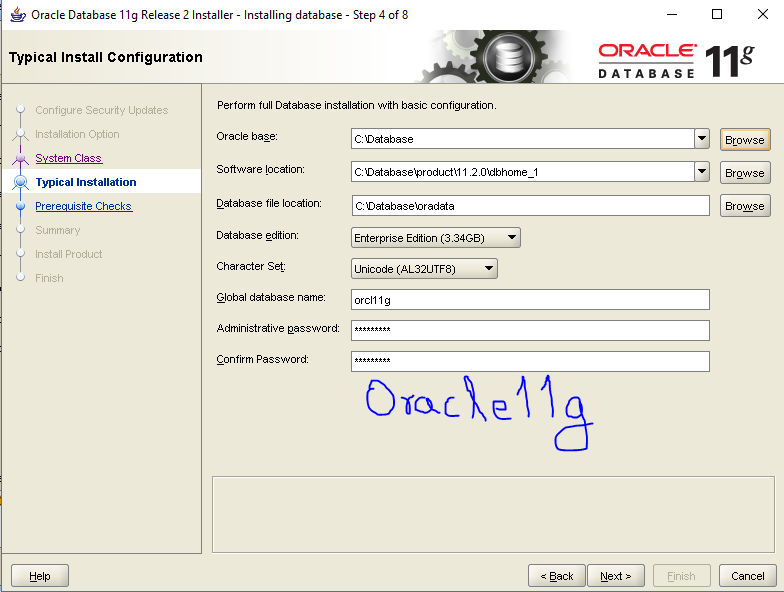 Oracle Database 11g Release 2 Installer - Installing database - Step 4 of 8
Typical Install Configuration
ORACLE
DATABASE 11g
Configure Security Updates
Installation Option
System Class
Typical Installation
Prerequisite Checks
Summary
Install Product
Finish
Perform full Database installation with basic configuration.
Oracle base: C:\Database Browse
Software location: C:\Database\product\11.2.0\dbhome_1 Browse
Database file location: C:\Database\oradata Browse
Database edition: Enterprise Edition (3.34GB)
Character Set: Unicode (AL32UTF8)
Global database name: orcl11g
Administrative password: *********
Confirm Password: *********
Oracle11g
Help < Back Next > Finish Cancel